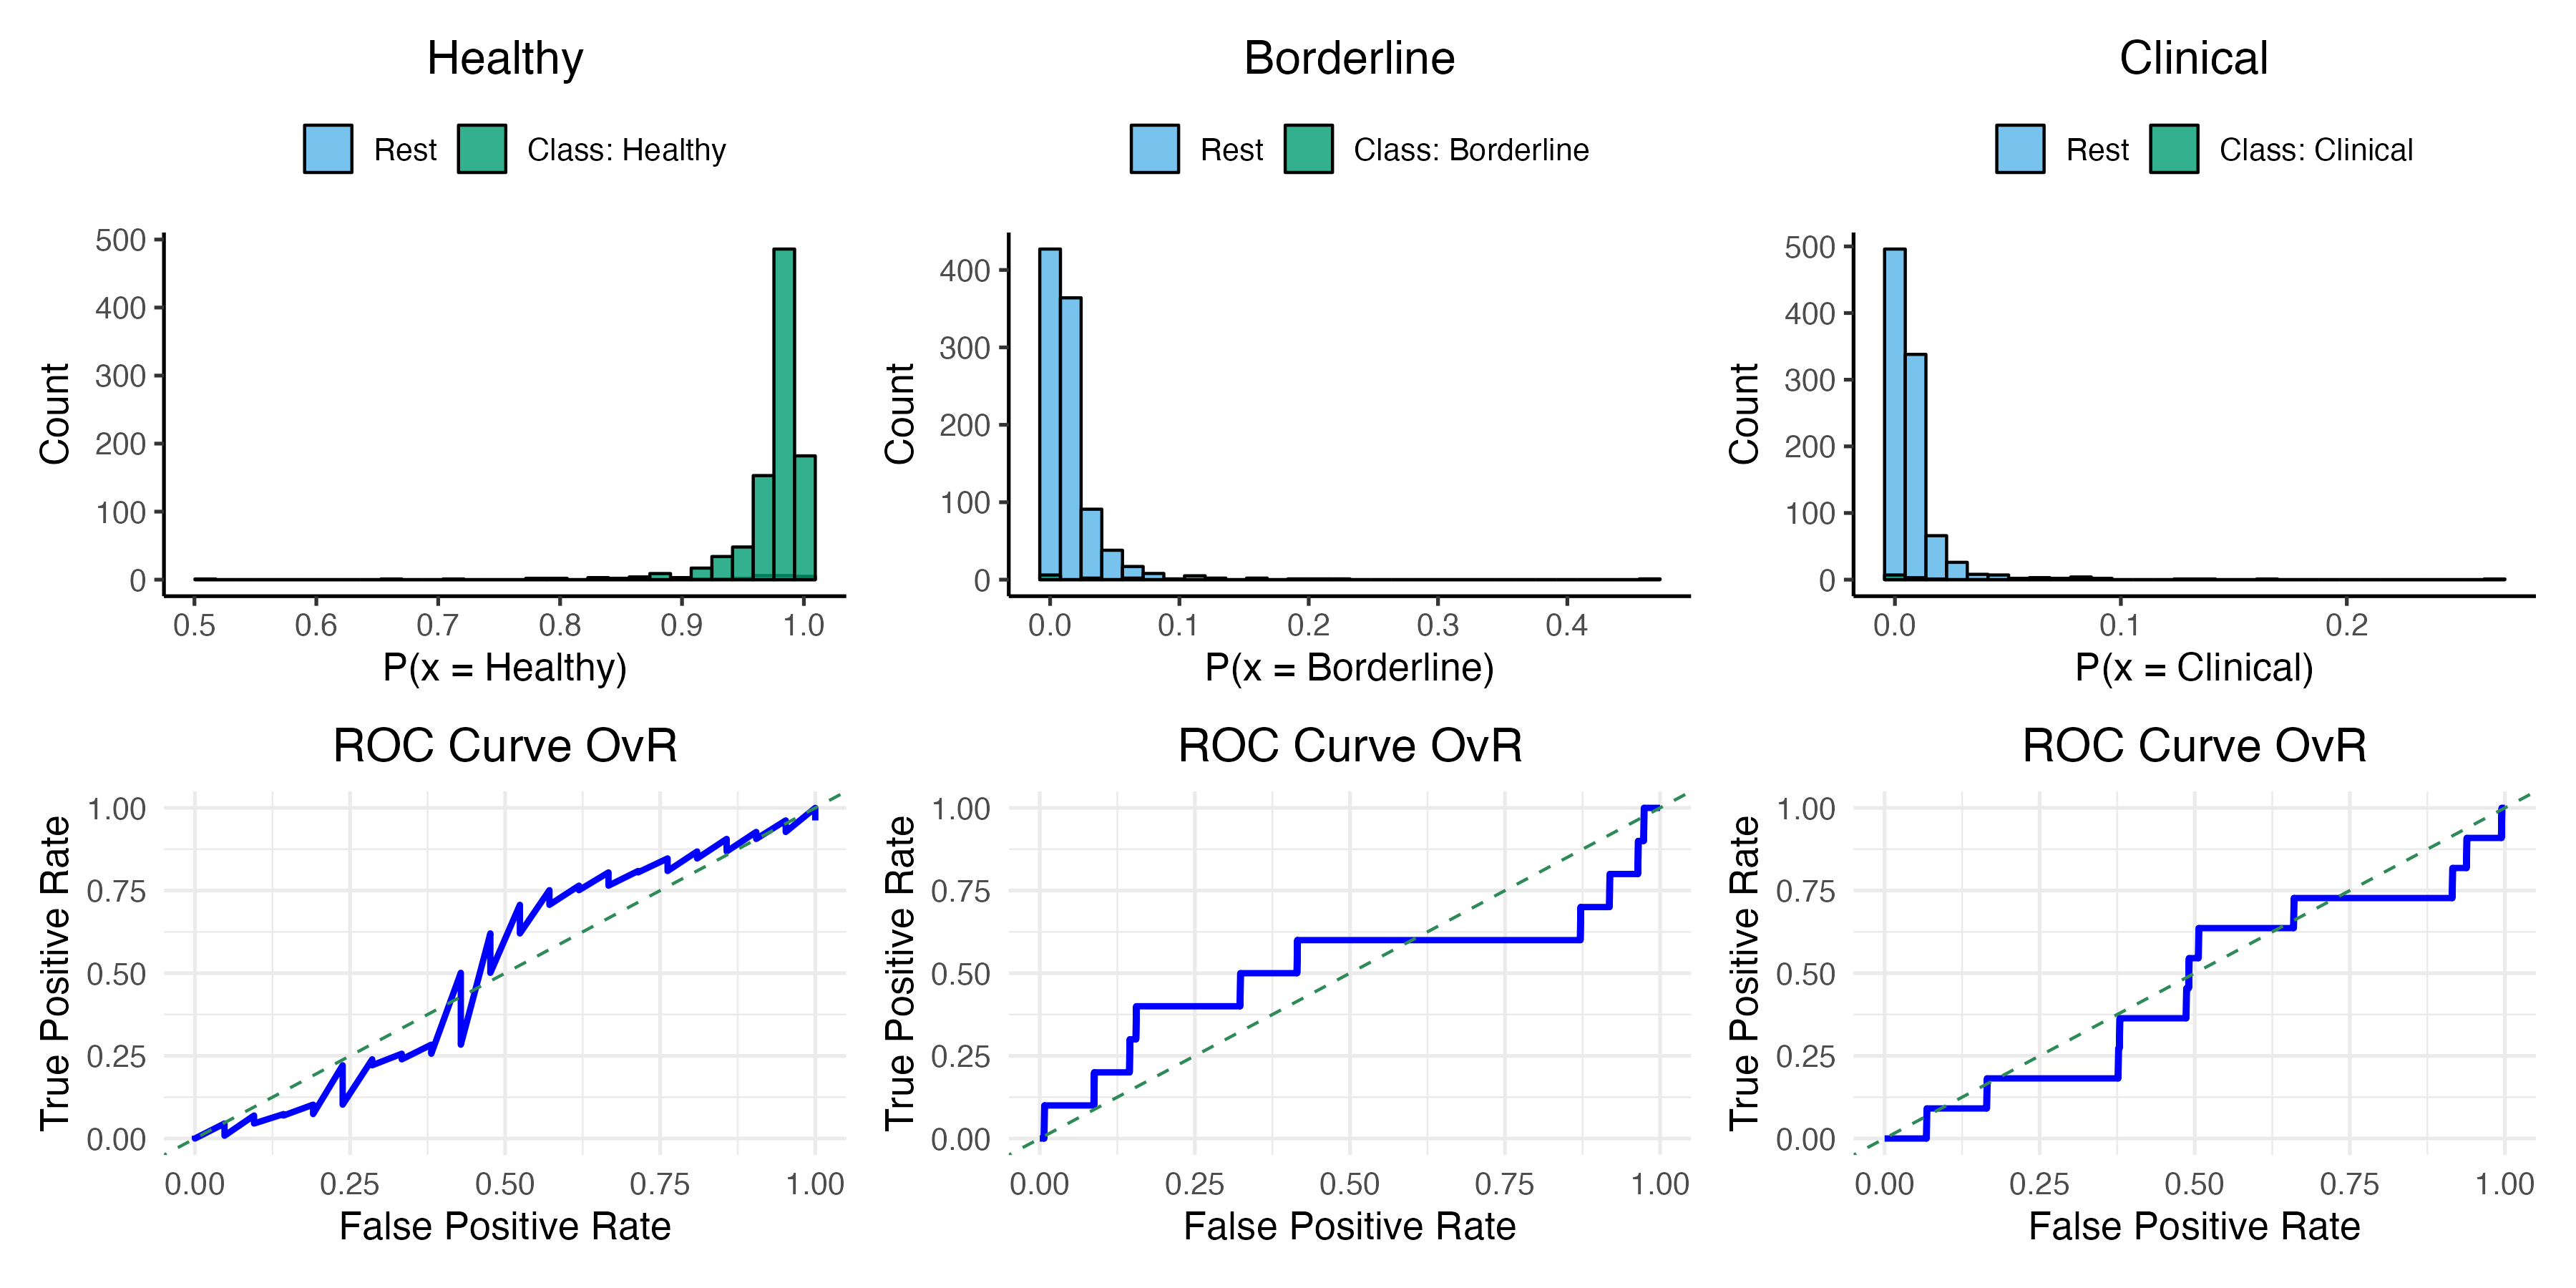 Healthy
Borderline
Clinical
Rest
Class: Healthy
Rest
Class: Borderline
Rest
Class: Clinical
500
400
300
200
100
0
Count
0.5 0.6 0.7 0.8 0.9 1.0
P(x = Healthy)
400
300
200
100
0
Count
0.0 0.1 0.2 0.3 0.4
P(x = Borderline)
500
400
300
200
100
0
Count
0.0 0.1 0.2
P(x = Clinical)
ROC Curve OvR
1.00
0.75
0.50
0.25
0.00
True Positive Rate
0.00 0.25 0.50 0.75 1.00
False Positive Rate
ROC Curve OvR
1.00
0.75
0.50
0.25
0.00
True Positive Rate
0.00 0.25 0.50 0.75 1.00
False Positive Rate
ROC Curve OvR
1.00
0.75
0.50
0.25
0.00
True Positive Rate
0.00 0.25 0.50 0.75 1.00
False Positive Rate